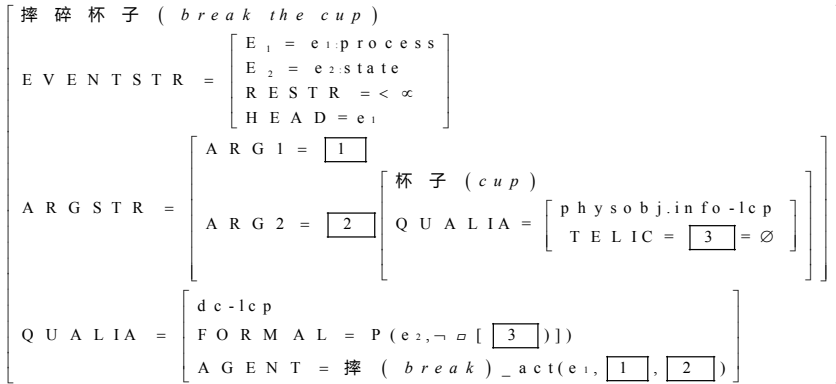 摔碎杯子 ( break the cup)
EVENTSTR = E₁ = e₁:process
E₂ = e₂:state
RESTR =< ∝
HEAD=e₁
ARGSTR = ARG1 = 1
ARG2 = 2 杯子 (cup)
QUALIA = physobj.info-lcp
TELIC = 3 = ∅
QUALIA = dc-lcp
FORMAL = P(e₂,¬ □ [ 3 )])
AGENT = 摔 ( break)_act(e₁, 1 , 2 )